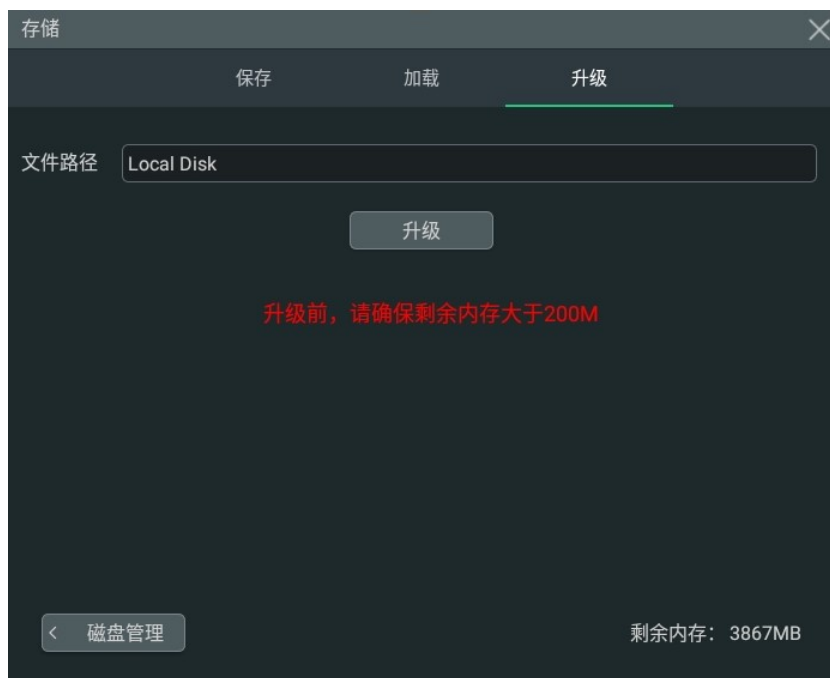 存储
保存 加载 升级
文件路径 Local Disk
升级
升级前，请确保剩余内存大于200M
磁盘管理 剩余内存： 3867MB